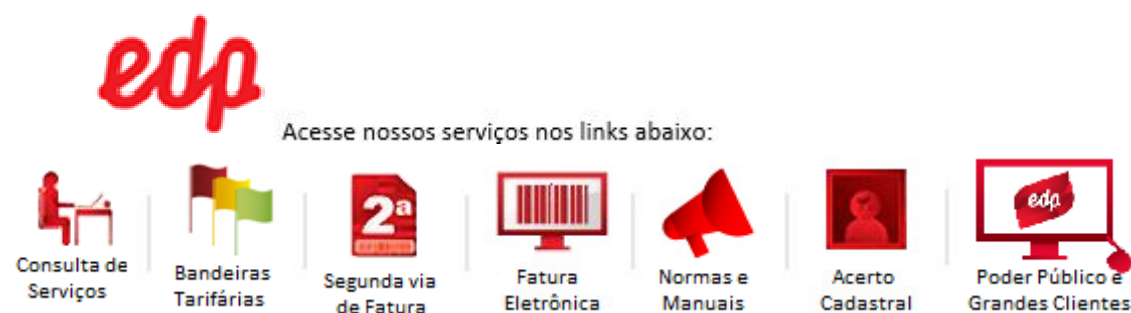 edp
Acesse nossos serviços nos links abaixo:
2ª
edp
Consulta de
Serviços
Bandeiras
Tarifárias
Segunda via
de Fatura
Fatura
Eletrônica
Normas e
Manuais
Acerto
Cadastral
Poder Público e
Grandes Clientes